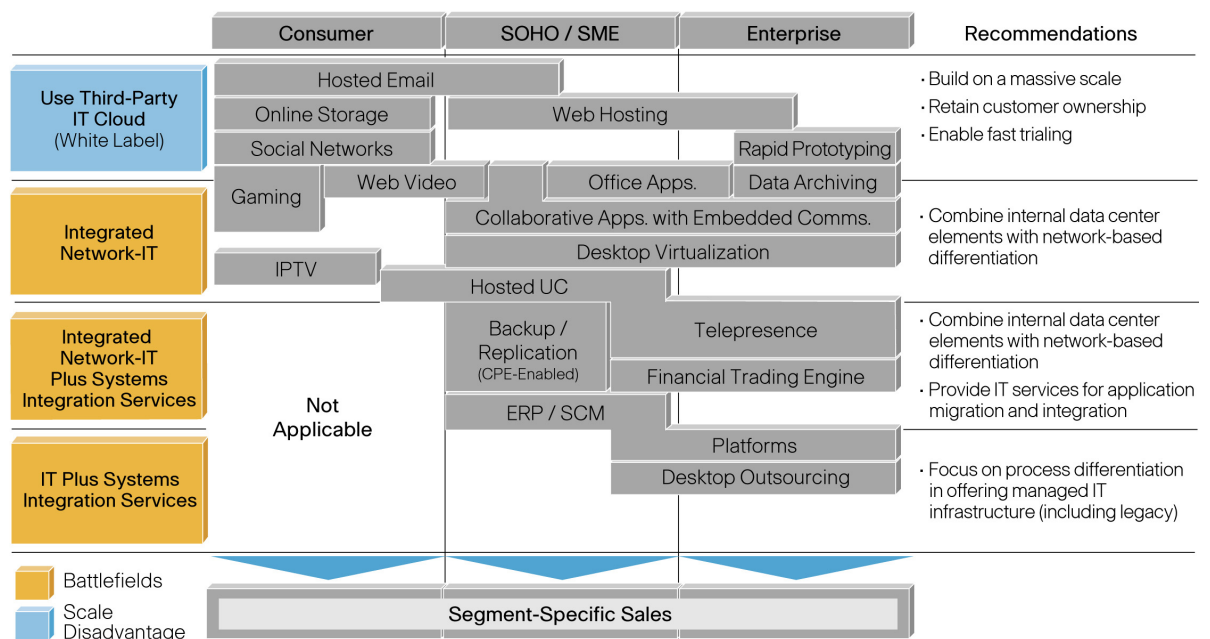 Consumer
SOHO / SME
Enterprise
Recommendations
Use Third-Party
IT Cloud
(White Label)
Hosted Email
Online Storage
Web Hosting
Social Networks
Rapid Prototyping
· Build on a massive scale
· Retain customer ownership
· Enable fast trialing
Gaming
Web Video
Office Apps.
Data Archiving
Integrated
Network-IT
Collaborative Apps. with Embedded Comms.
Desktop Virtualization
IPTV
Hosted UC
· Combine internal data center
elements with network-based
differentiation
Integrated
Network-IT
Plus Systems
Integration Services
Not
Applicable
Backup /
Replication
(CPE-Enabled)
Telepresence
Financial Trading Engine
ERP / SCM
· Combine internal data center
elements with network-based
differentiation
· Provide IT services for application
migration and integration
IT Plus Systems
Integration Services
Platforms
Desktop Outsourcing
· Focus on process differentiation
in offering managed IT
infrastructure (including legacy)
Battlefields
Scale
Disadvantage
Segment-Specific Sales